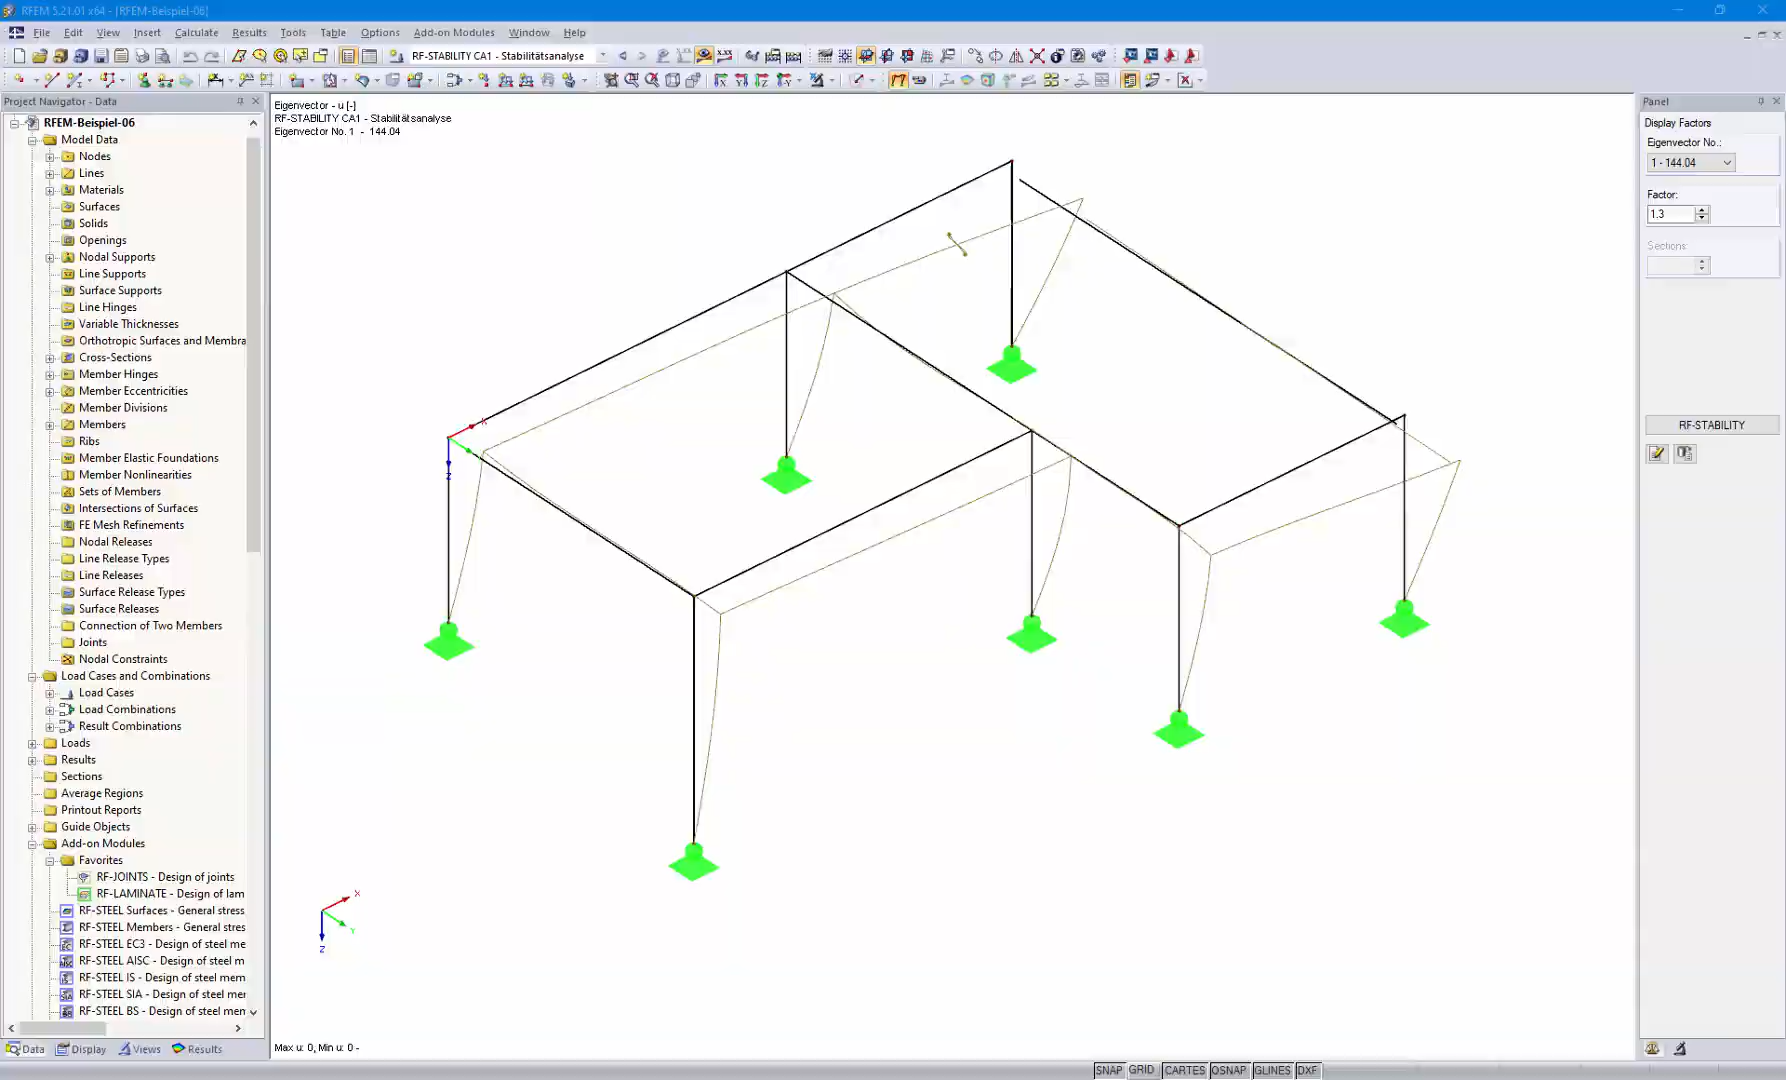 RFEM 5.21.01 x64 - [RFEM-Beispiel-06]
File Edit View Insert Calculate Results Tools Table Options Add-on Modules Window Help
RF-STABILITY CA1 - Stabilitätsanalyse
Project Navigator - Data
RFEM-Beispiel-06
Model Data
Nodes
Lines
Materials
Surfaces
Solids
Openings
Nodal Supports
Line Supports
Surface Supports
Line Hinges
Variable Thicknesses
Orthotropic Surfaces and Membra
Cross-Sections
Member Hinges
Member Eccentricities
Member Divisions
Members
Ribs
Member Elastic Foundations
Member Nonlinearities
Sets of Members
Intersections of Surfaces
FE Mesh Refinements
Nodal Releases
Line Release Types
Line Releases
Surface Release Types
Surface Releases
Connection of Two Members
Joints
Nodal Constraints
Load Cases and Combinations
Load Cases
Load Combinations
Result Combinations
Loads
Results
Sections
Average Regions
Printout Reports
Guide Objects
Add-on Modules
Favorites
RF-JOINTS - Design of joints
RF-LAMINATE - Design of lam
RF-STEEL Surfaces - General stress
RF-STEEL Members - General stres
RF-STEEL EC3 - Design of steel me
RF-STEEL AISC - Design of steel m
RF-STEEL IS - Design of steel mem
RF-STEEL SIA - Design of steel mer
RF-STEEL BS - Design of steel mem
Data Display Views Results
Eigenvector - u [-]
RF-STABILITY CA1 - Stabilitätsanalyse
Eigenvector No. 1 - 144.04
X
Z
X
Y
Z
Max u: 0, Min u: 0 -
Panel
Display Factors
Eigenvector No.:
1 - 144.04
Factor:
1.3
Sections:
RF-STABILITY
SNAP GRID CARTES OSNAP GLINES DXF